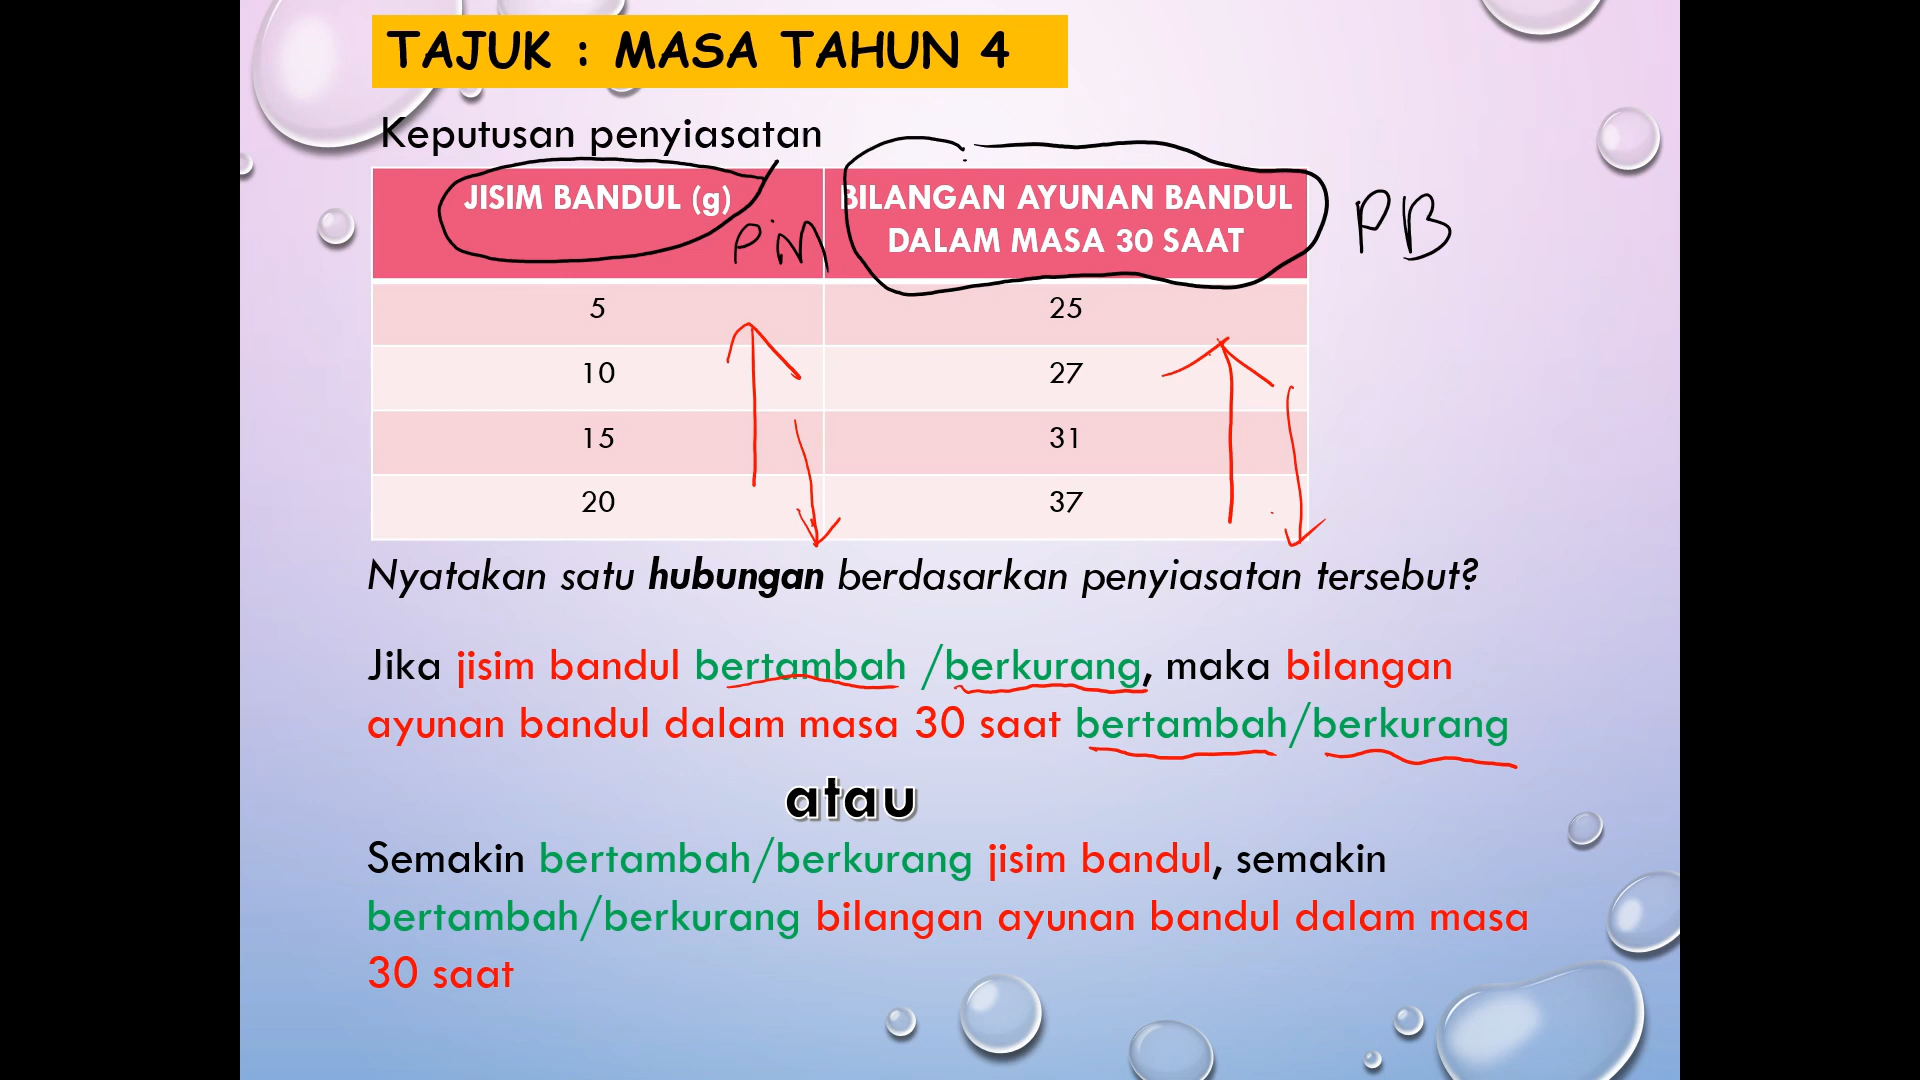 TAJUK : MASA TAHUN 4
Keputusan penyiasatan
JISIM BANDUL (g)
PM
BILANGAN AYUNAN BANDUL
DALAM MASA 30 SAAT
PB
5 25
10 27
15 31
20 37
Nyatakan satu hubungan berdasarkan penyiasatan tersebut?
Jika jisim bandul bertambah /berkurang, maka bilangan
ayunan bandul dalam masa 30 saat bertambah/berkurang
atau
Semakin bertambah/berkurang jisim bandul, semakin
bertambah/berkurang bilangan ayunan bandul dalam masa
30 saat